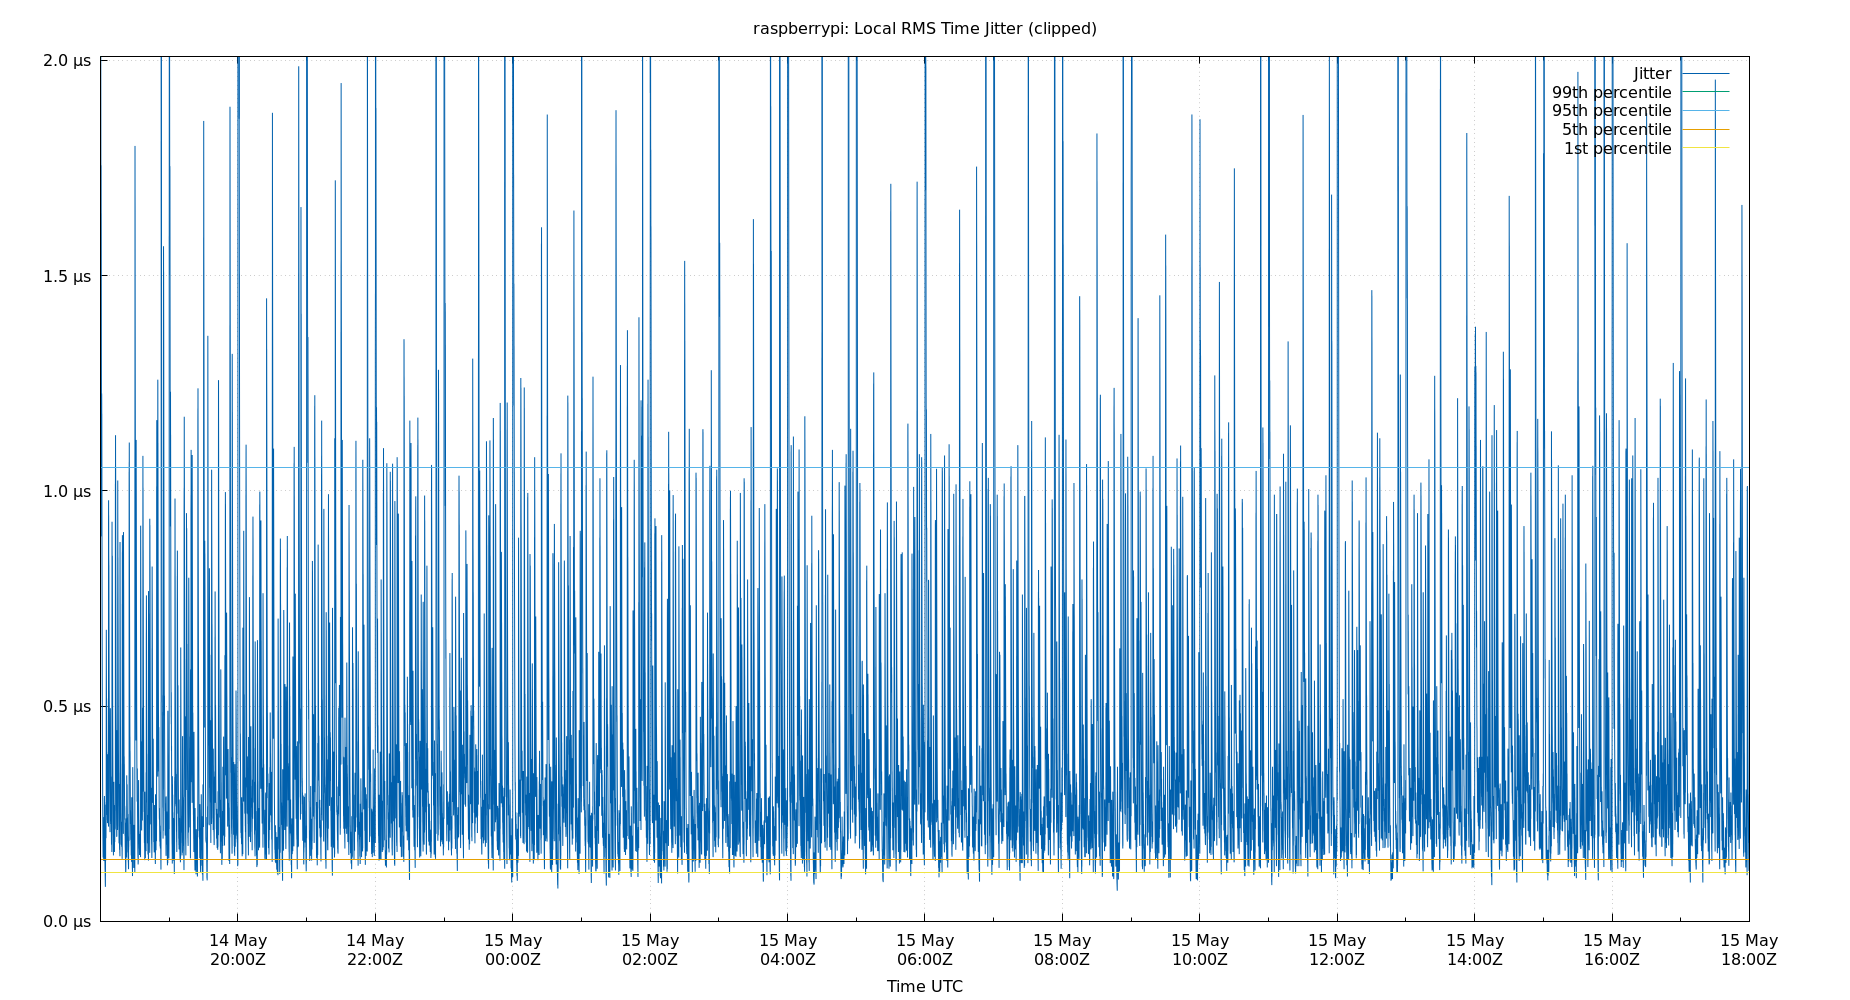 raspberrypi: Local RMS Time Jitter (clipped)
2.0 µs
1.5 µs
1.0 µs
0.5 µs
0.0 µs
Jitter
99th percentile
95th percentile
5th percentile
1st percentile
14 May 14 May 15 May 15 May 15 May 15 May 15 May 15 May 15 May 15 May 15 May 15 May
20:00Z 22:00Z 00:00Z 02:00Z 04:00Z 06:00Z 08:00Z 10:00Z 12:00Z 14:00Z 16:00Z 18:00Z
Time UTC